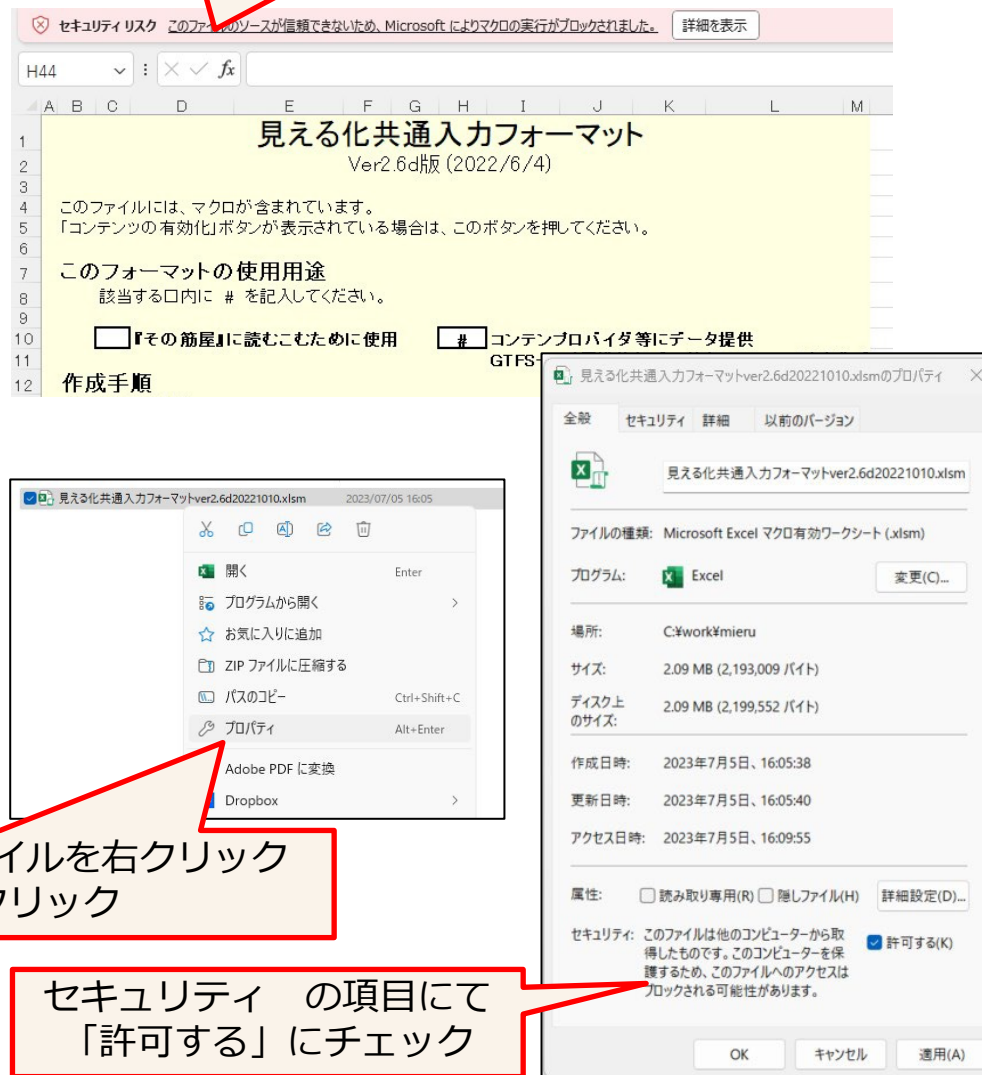 セキュリティ リスク このファイルのソースが信頼できないため、Microsoft によりマクロの実行がブロックされました。 詳細を表示
H44 fx
A B C D E F G H I J K L M
1 見える化共通入力フォーマット
2 Ver2.6d版 (2022/6/4)
3
4 このファイルには、マクロが含まれています。
5 「コンテンツの有効化」ボタンが表示されている場合は、このボタンを押してください。
6
7 このフォーマットの使用用途
8 該当する口内に # を記入してください。
9
10 『その筋屋』に読むこむために使用 # コンテンプロバイダ等にデータ提供
11 GTFS-
12 作成手順
見える化共通入力フォーマットver2.6d20221010.xlsm 2023/07/05 16:05
開く Enter
プログラムから開く >
お気に入りに追加
ZIP ファイルに圧縮する
パスのコピー Ctrl+Shift+C
プロパティ Alt+Enter
Adobe PDF に変換
Dropbox >
イルを右クリック
クリック
セキュリティ の項目にて
「許可する」にチェック
見える化共通入力フォーマットver2.6d20221010.xlsmのプロパティ
全般 セキュリティ 詳細 以前のバージョン
見える化共通入力フォーマットver2.6d20221010.xlsm
ファイルの種類: Microsoft Excel マクロ有効ワークシート (.xlsm)
プログラム: Excel 変更(C)...
場所: C:¥work¥mieru
サイズ: 2.09 MB (2,193,009 バイト)
ディスク上
のサイズ: 2.09 MB (2,199,552 バイト)
作成日時: 2023年7月5日、16:05:38
更新日時: 2023年7月5日、16:05:40
アクセス日時: 2023年7月5日、16:09:55
属性: 読み取り専用(R) 隠しファイル(H) 詳細設定(D)...
セキュリティ: このファイルは他のコンピューターから取
得したものです。このコンピューターを保
護するため、このファイルへのアクセスは
ブロックされる可能性があります。
許可する(K)
OK キャンセル 適用(A)